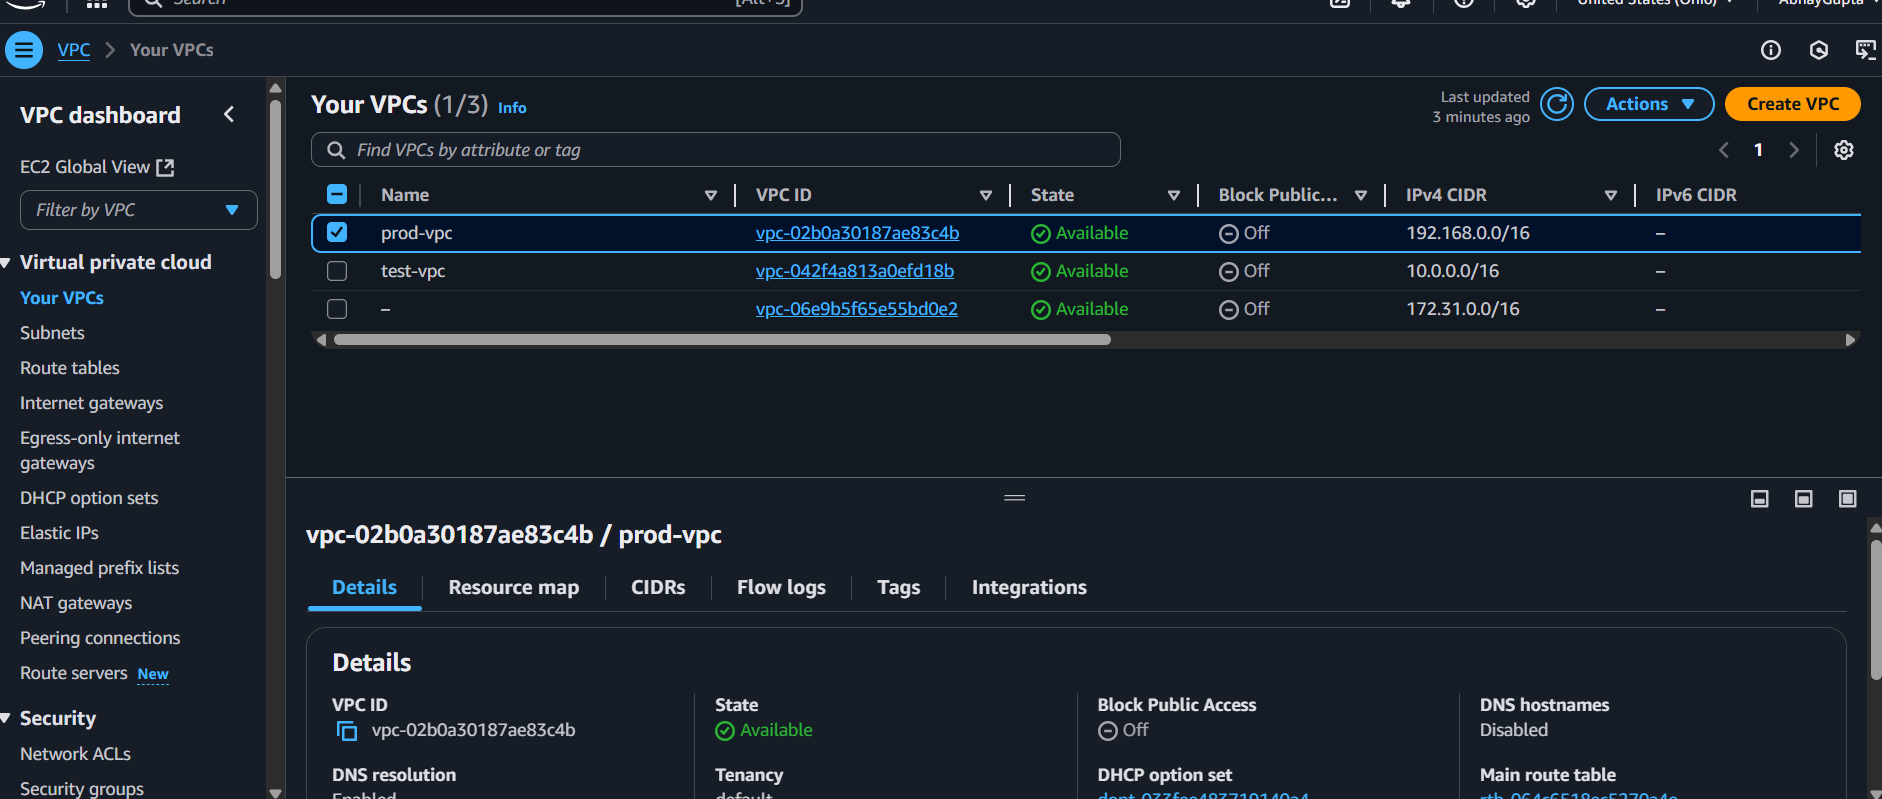 Search
[Alt+S]
United States (Ohio)
AbhayGupta
VPC
Your VPCs
VPC dashboard
EC2 Global View
Filter by VPC
Virtual private cloud
Your VPCs
Subnets
Route tables
Internet gateways
Egress-only internet
gateways
DHCP option sets
Elastic IPs
Managed prefix lists
NAT gateways
Peering connections
Route servers New
Security
Network ACLs
Security groups
Your VPCs (1/3) Info
Last updated
3 minutes ago
Actions
Create VPC
Find VPCs by attribute or tag
1
Name VPC ID State Block Public... IPv4 CIDR IPv6 CIDR
prod-vpc vpc-02b0a30187ae83c4b Available Off 192.168.0.0/16 –
test-vpc vpc-042f4a813a0efd18b Available Off 10.0.0.0/16 –
– vpc-06e9b5f65e55bd0e2 Available Off 172.31.0.0/16 –
vpc-02b0a30187ae83c4b / prod-vpc
Details Resource map CIDRs Flow logs Tags Integrations
Details
VPC ID
vpc-02b0a30187ae83c4b
State
Available
Block Public Access
Off
DNS hostnames
Disabled
DNS resolution
Enabled
Tenancy
default
DHCP option set
Main route table